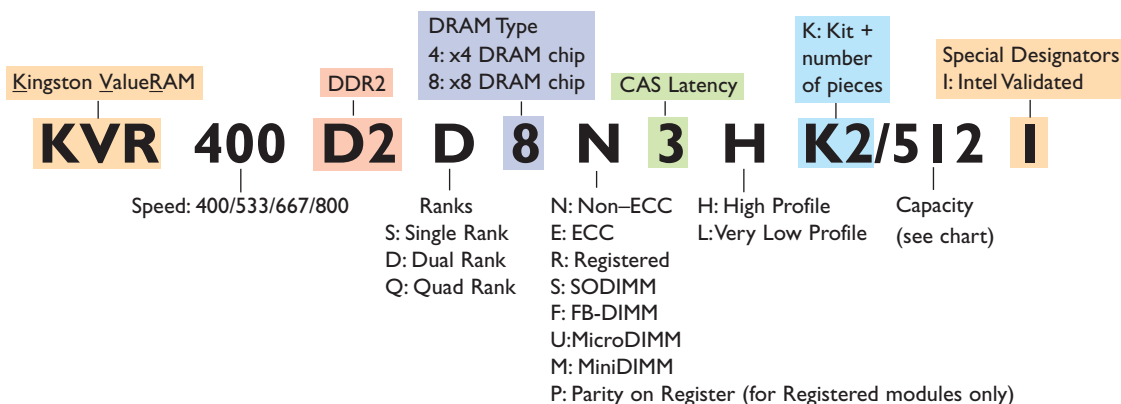 DRAM Type
4: x4 DRAM chip
8: x8 DRAM chip
K: Kit +
number
of pieces
Special Designators
I: Intel Validated
Kingston ValueRAM
DDR2
CAS Latency
KVR 400 D2 D 8 N 3 H K2/512 I
Speed: 400/533/667/800
Ranks
S: Single Rank
D: Dual Rank
Q: Quad Rank
N: Non–ECC
E: ECC
R: Registered
S: SODIMM
F: FB-DIMM
U:MicroDIMM
M: MiniDIMM
P: Parity on Register (for Registered modules only)
H: High Profile
L:Very Low Profile
Capacity
(see chart)